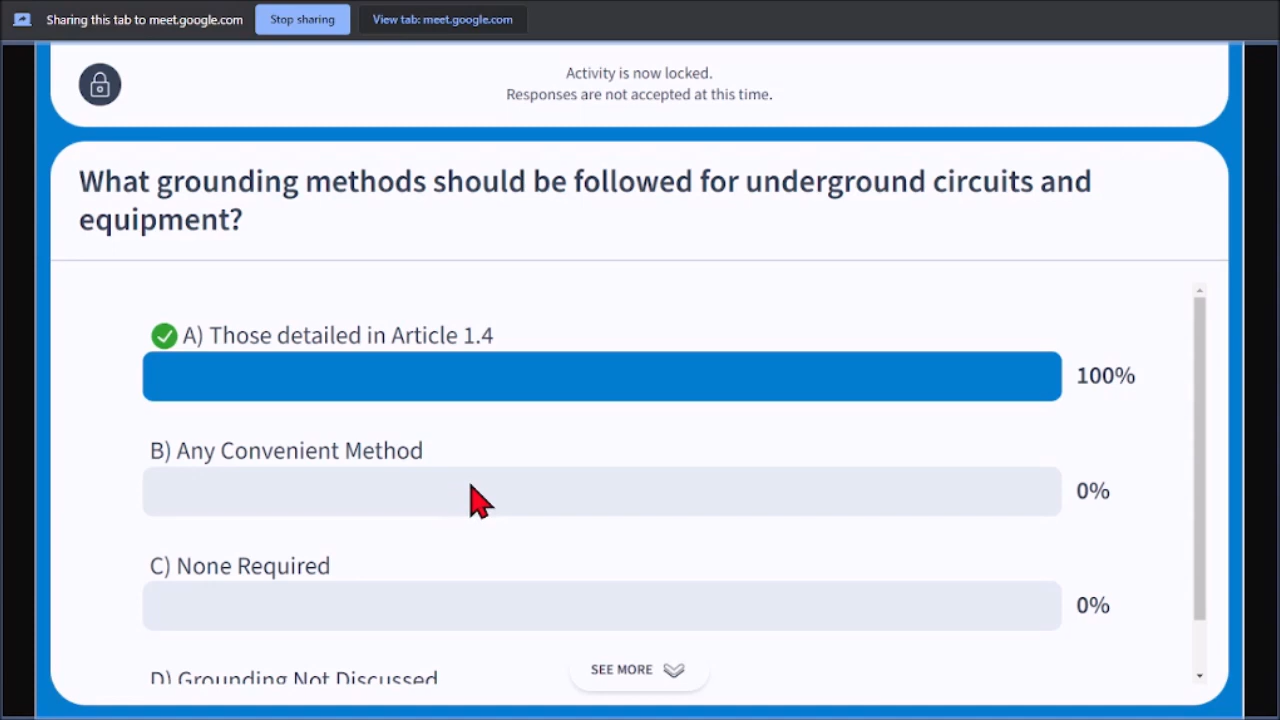 Sharing this tab to meet.google.com
Stop sharing
View tab: meet.google.com
Activity is now locked.
Responses are not accepted at this time.
What grounding methods should be followed for underground circuits and
equipment?
A) Those detailed in Article 1.4
100%
B) Any Convenient Method
0%
C) None Required
0%
D) Grounding Not Discussed
SEE MORE